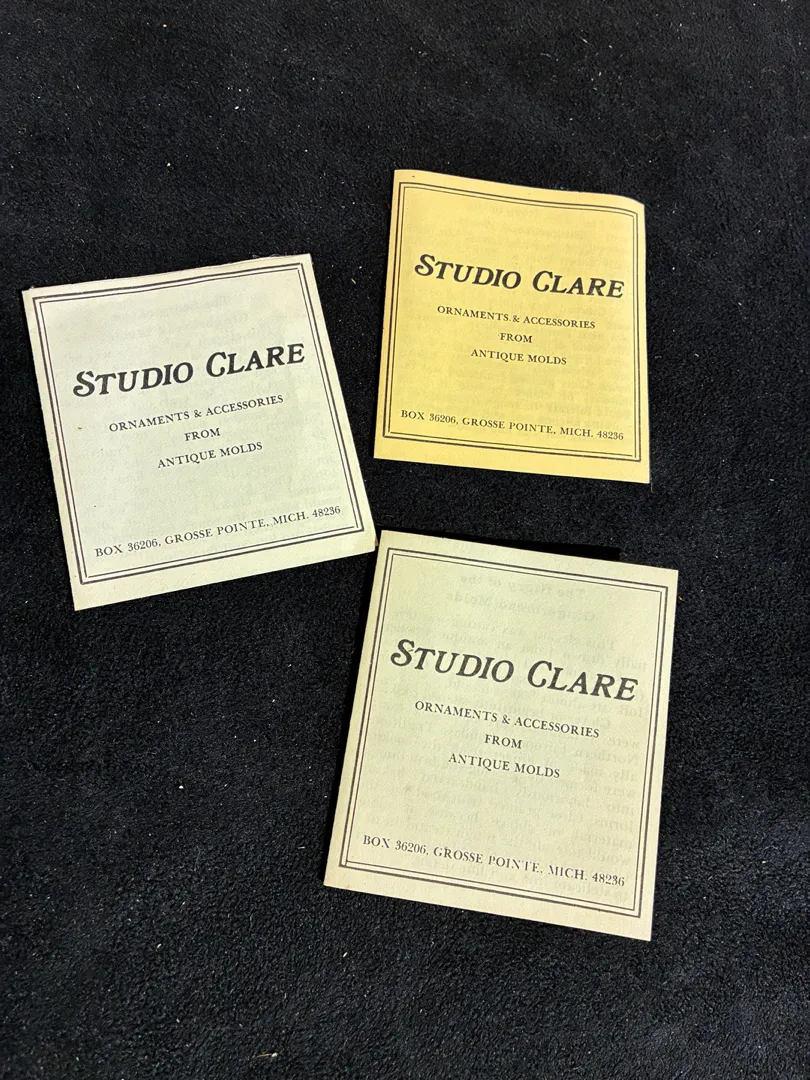 STUDIO CLARE
ORNAMENTS & ACCESSORIES
FROM
ANTIQUE MOLDS
BOX 36206, GROSSE POINTE, MICH. 48236
STUDIO CLARE
ORNAMENTS & ACCESSORIES
FROM
ANTIQUE MOLDS
BOX 36206, GROSSE POINTE, MICH. 48236
STUDIO CLARE
ORNAMENTS & ACCESSORIES
FROM
ANTIQUE MOLDS
BOX 36206, GROSSE POINTE, MICH. 48236